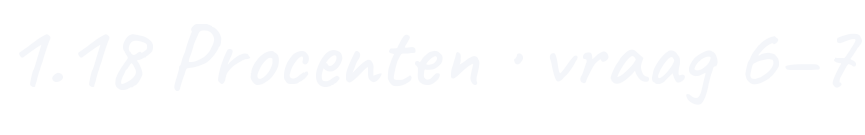 1.18 Procenten · vraag 6–7